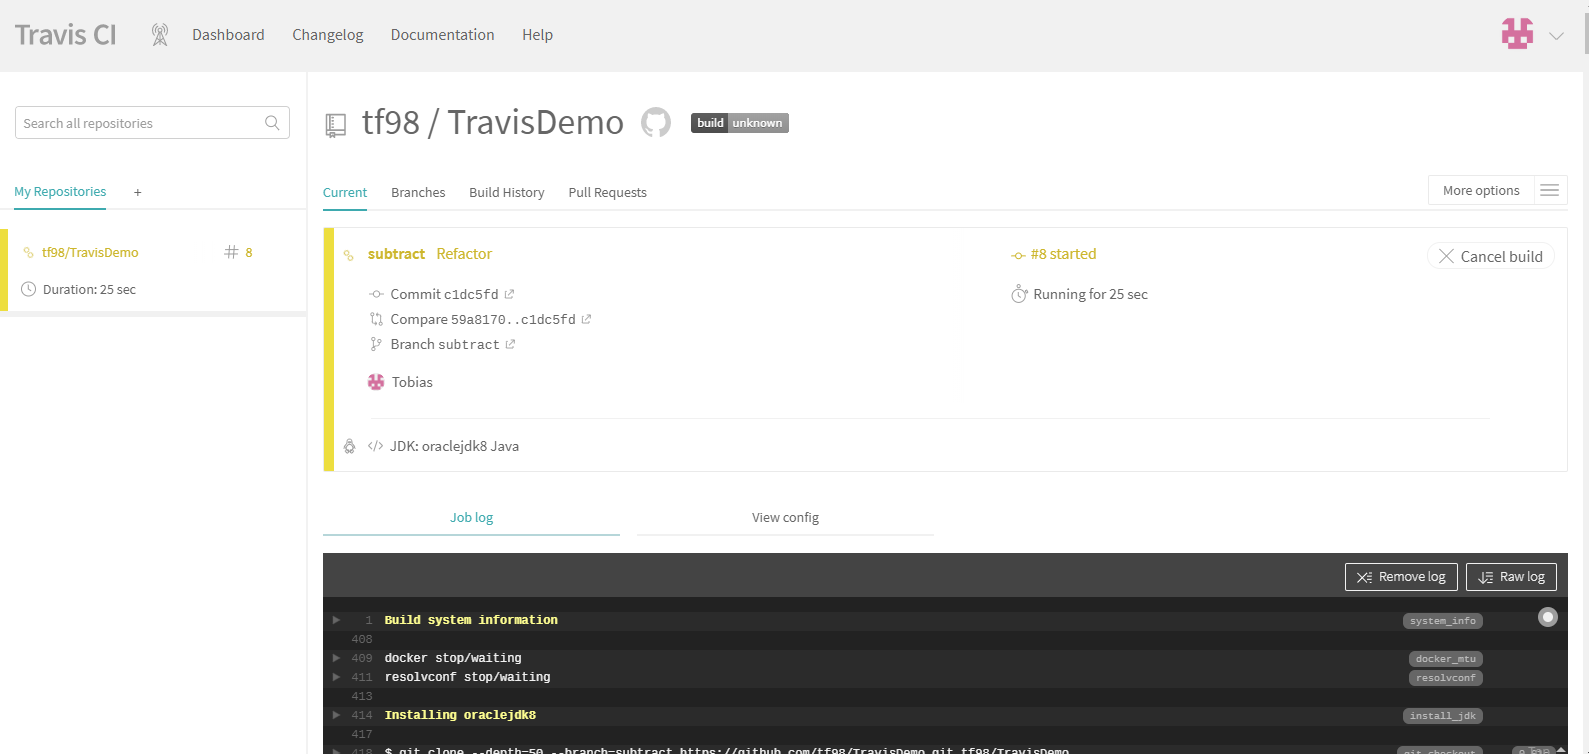 Travis CI Dashboard Changelog Documentation Help
Search all repositories
My Repositories +
tf98/TravisDemo # 8
Duration: 25 sec
tf98 / TravisDemo build unknown
Current Branches Build History Pull Requests More options
subtract Refactor #8 started Cancel build
Commit c1dc5fd Running for 25 sec
Compare 59a8170..c1dc5fd
Branch subtract
Tobias
</> JDK: oraclejdk8 Java
Job log View config
Remove log Raw log
1 Build system information system_info
408
409 docker stop/waiting docker_mtu
411 resolvconf stop/waiting resolvconf
413
414 Installing oraclejdk8 install_jdk
417
418 $ git clone --depth=50 --branch=subtract https://github.com/tf98/TravisDemo.git tf98/TravisDemo git.checkout